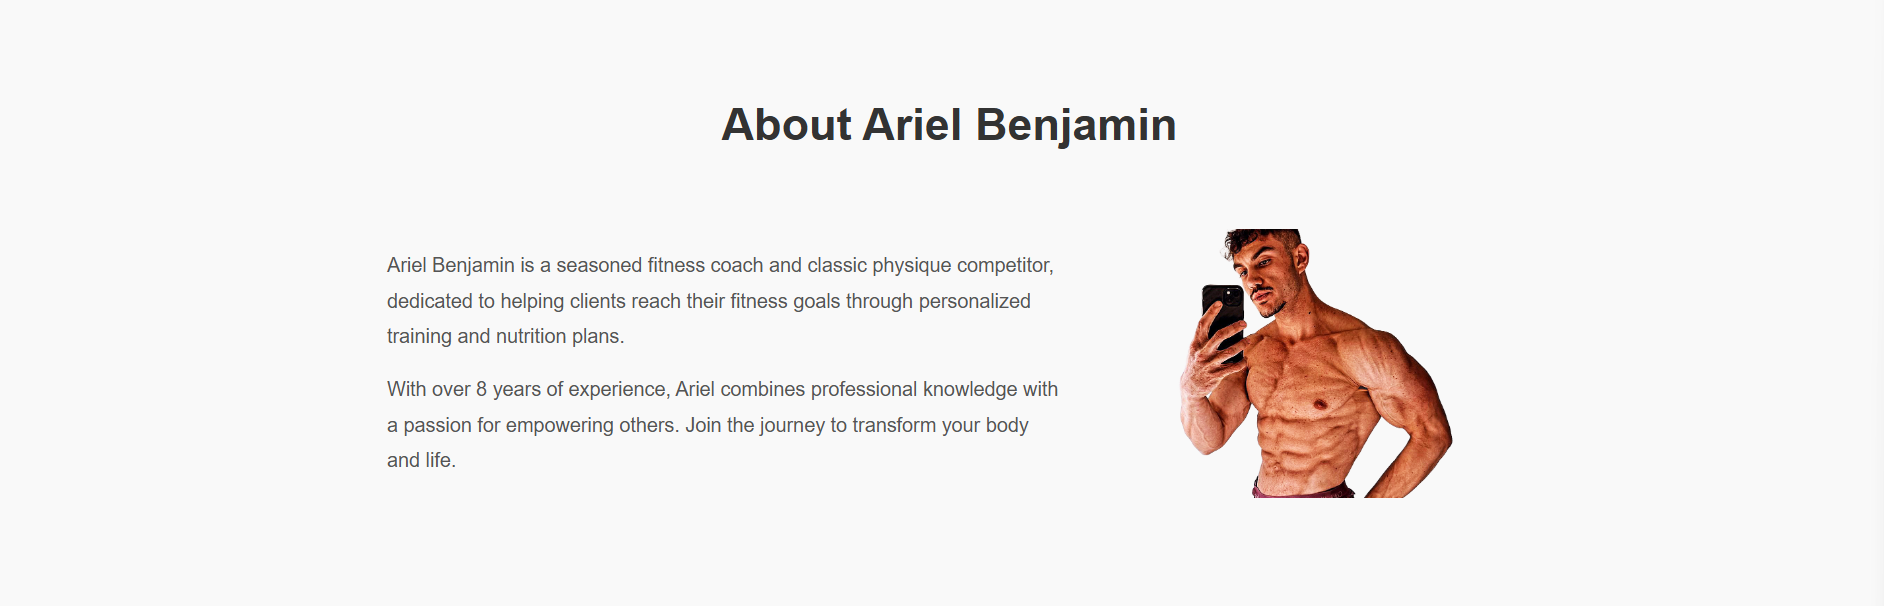 About Ariel Benjamin
Ariel Benjamin is a seasoned fitness coach and classic physique competitor,
dedicated to helping clients reach their fitness goals through personalized
training and nutrition plans.
With over 8 years of experience, Ariel combines professional knowledge with
a passion for empowering others. Join the journey to transform your body
and life.